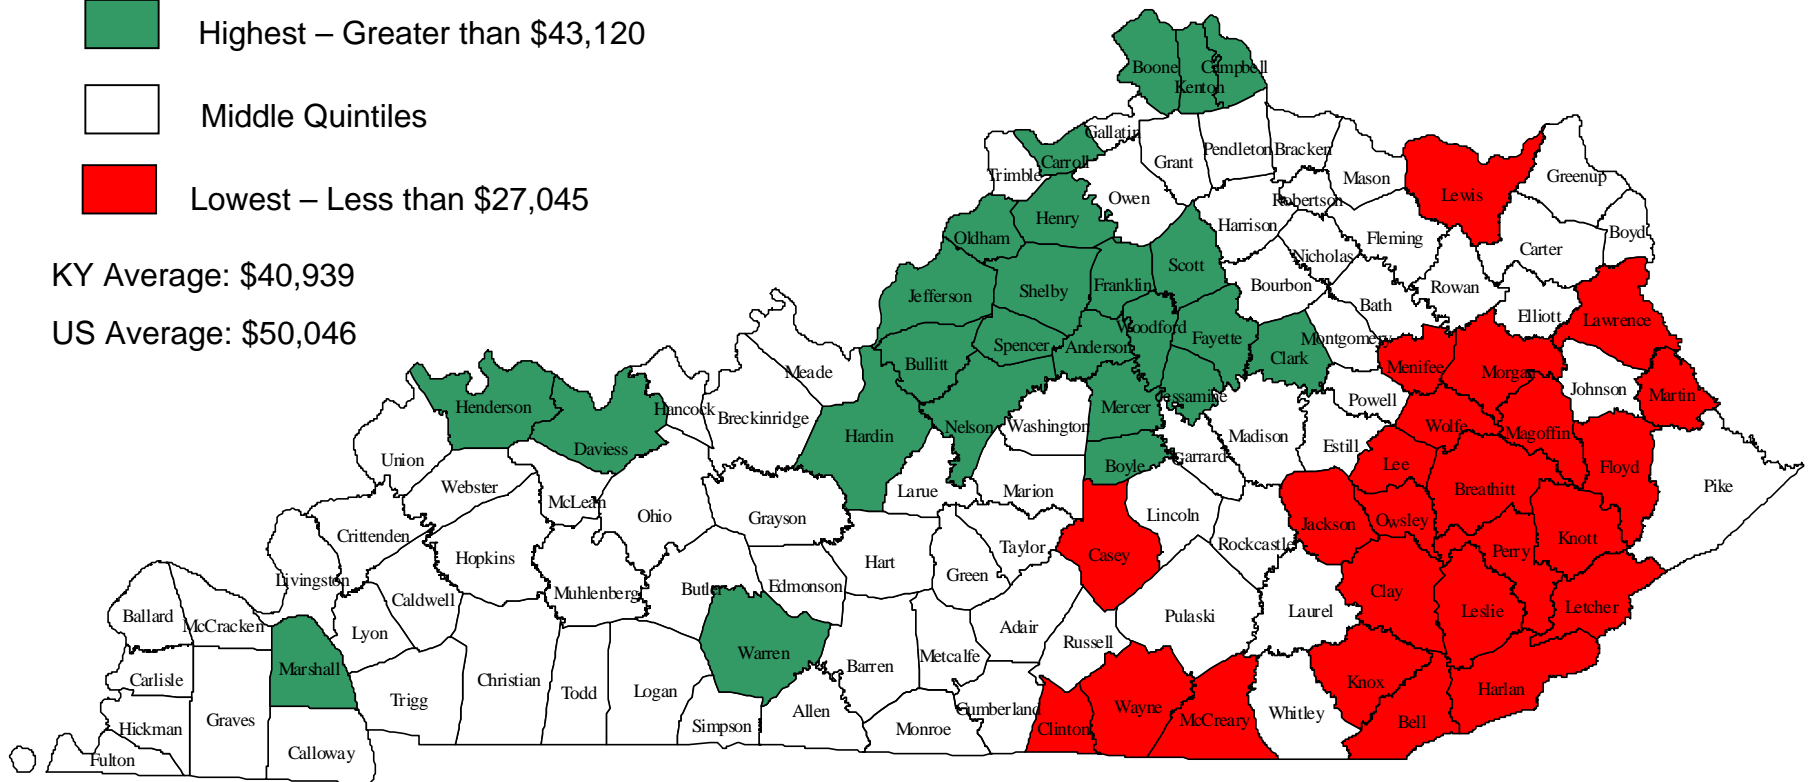 Highest – Greater than $43,120
Middle Quintiles
Lowest – Less than $27,045
KY Average: $40,939
US Average: $50,046
Boone
Campbell
Kenton
Gallatin
Carroll
Grant
Pendleton
Bracken
Trimble
Mason
Lewis
Greenup
Owen
Robertson
Henry
Harrison
Oldham
Fleming
Boyd
Nicholas
Carter
Scott
Franklin
Bourbon
Rowan
Shelby
Jefferson
Bath
Elliott
Lawrence
Woodford
Fayette
Montgomery
Spencer
Anderson
Clark
Bullitt
Menifee
Morgan
Meade
Johnson
Martin
Jessamine
Powell
Henderson
Hancock
Mercer
Breckinridge
Nelson
Washington
Wolfe
Magoffin
Hardin
Madison
Estill
Daviess
Garrard
Union
Boyle
Lee
Floyd
Webster
Larue
Marion
Breathitt
Pike
McLean
Ohio
Grayson
Lincoln
Jackson
Owsley
Crittenden
Rockcastle
Knott
Taylor
Casey
Perry
Hopkins
Hart
Green
Livingston
Butler
Edmonson
Muhlenberg
Caldwell
Clay
Leslie
Letcher
Ballard
McCracken
Lyon
Pulaski
Laurel
Adair
Russell
Warren
Metcalfe
Barren
Marshall
Carlisle
Christian
Todd
Logan
Trigg
Knox
Harlan
Cumberland
Wayne
McCreary
Whitley
Bell
Graves
Hickman
Simpson
Allen
Monroe
Clinton
Calloway
Fulton